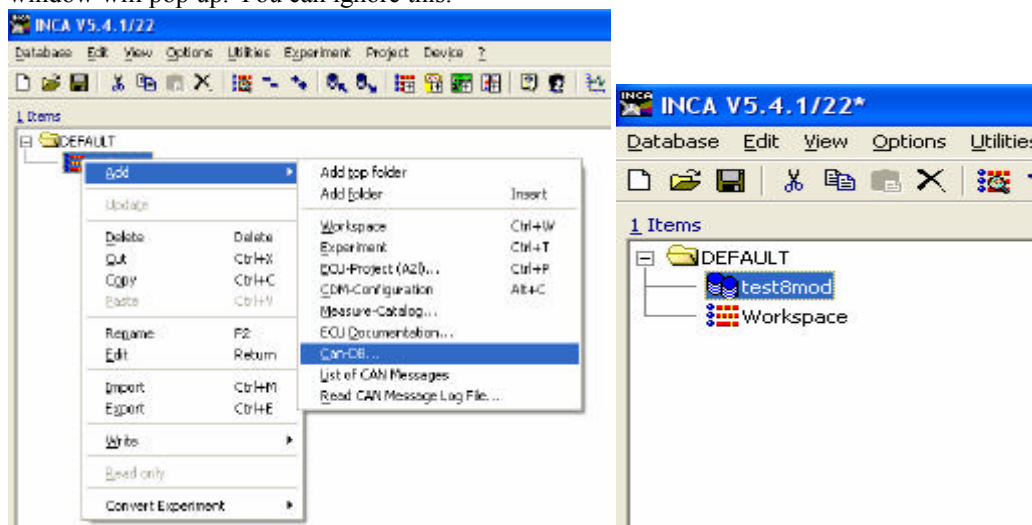 window will pop up. You can ignore this.
INCA V5.4.1/22
Database Edit View Options Utilities Experiment Project Device ?
1 Items
DEFAULT
Add
Update
Delete Delete
Cut Ctrl+X
Copy Ctrl+C
Paste Ctrl+V
Rename F2
Edit Return
Import Ctrl+M
Export Ctrl+E
Write
Read only
Convert Experiment
Add top folder
Add folder Insert
Workspace Ctrl+W
Experiment Ctrl+T
ECU-Project (A2l)... Ctrl+P
CDM-Configuration Alt+C
Measure-Catalog...
ECU Documentation...
Can-DB...
List of CAN Messages
Read CAN Message Log File...
INCA V5.4.1/22*
Database Edit View Options Utilities
1 Items
DEFAULT
test8mod
Workspace